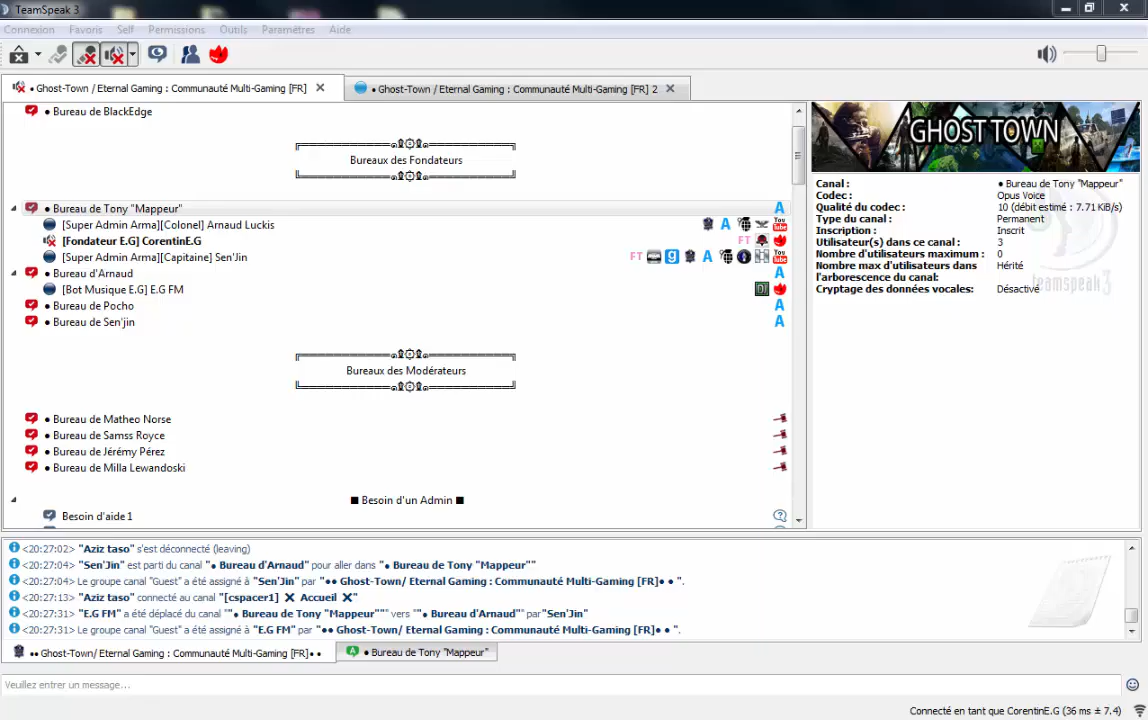 TeamSpeak 3
Connexion Favoris Self Permissions Outils Paramètres Aide
• Ghost-Town / Eternal Gaming : Communauté Multi-Gaming [FR]
• Ghost-Town / Eternal Gaming : Communauté Multi-Gaming [FR] 2
• Bureau de BlackEdge
Bureaux des Fondateurs
• Bureau de Tony "Mappeur"
[Super Admin Arma][Colonel] Arnaud Luckis
[Fondateur E.G] CorentinE.G
FT
[Super Admin Arma][Capitaine] Sen'Jin
FT
• Bureau d'Arnaud
[Bot Musique E.G] E.G FM
• Bureau de Pocho
• Bureau de Sen'jin
Bureaux des Modérateurs
• Bureau de Matheo Norse
• Bureau de Samss Royce
• Bureau de Jérémy Pérez
• Bureau de Milla Lewandoski
■ Besoin d'un Admin ■
Besoin d'aide 1
GHOST TOWN
Canal : • Bureau de Tony "Mappeur"
Codec : Opus Voice
Qualité du codec : 10 (débit estimé : 7.71 KiB/s)
Type du canal : Permanent
Inscription : Inscrit
Utilisateur(s) dans ce canal : 3
Nombre d'utilisateurs maximum : 0
Nombre max d'utilisateurs dans l'arborescence du canal: Hérité
Cryptage des données vocales: Désactivé
teamspeak3
<20:27:02> "Aziz taso" s'est déconnecté (leaving)
<20:27:04> "Sen'Jin" est parti du canal "• Bureau d'Arnaud" pour aller dans "• Bureau de Tony "Mappeur""
<20:27:04> Le groupe canal "Guest" a été assigné à "Sen'Jin" par "•• Ghost-Town/ Eternal Gaming : Communauté Multi-Gaming [FR]• • ".
<20:27:13> "Aziz taso" connecté au canal "[cspacer1] ✕ Accueil ✕"
<20:27:31> "E.G FM" a été déplacé du canal ""• Bureau de Tony "Mappeur""" vers ""• Bureau d'Arnaud" par"Sen'Jin"
<20:27:31> Le groupe canal "Guest" a été assigné à "E.G FM" par "•• Ghost-Town/ Eternal Gaming : Communauté Multi-Gaming [FR]• • ".
•• Ghost-Town/ Eternal Gaming : Communauté Multi-Gaming [FR]• •
• Bureau de Tony "Mappeur"
Veuillez entrer un message...
Connecté en tant que CorentinE.G (36 ms ± 7.4)